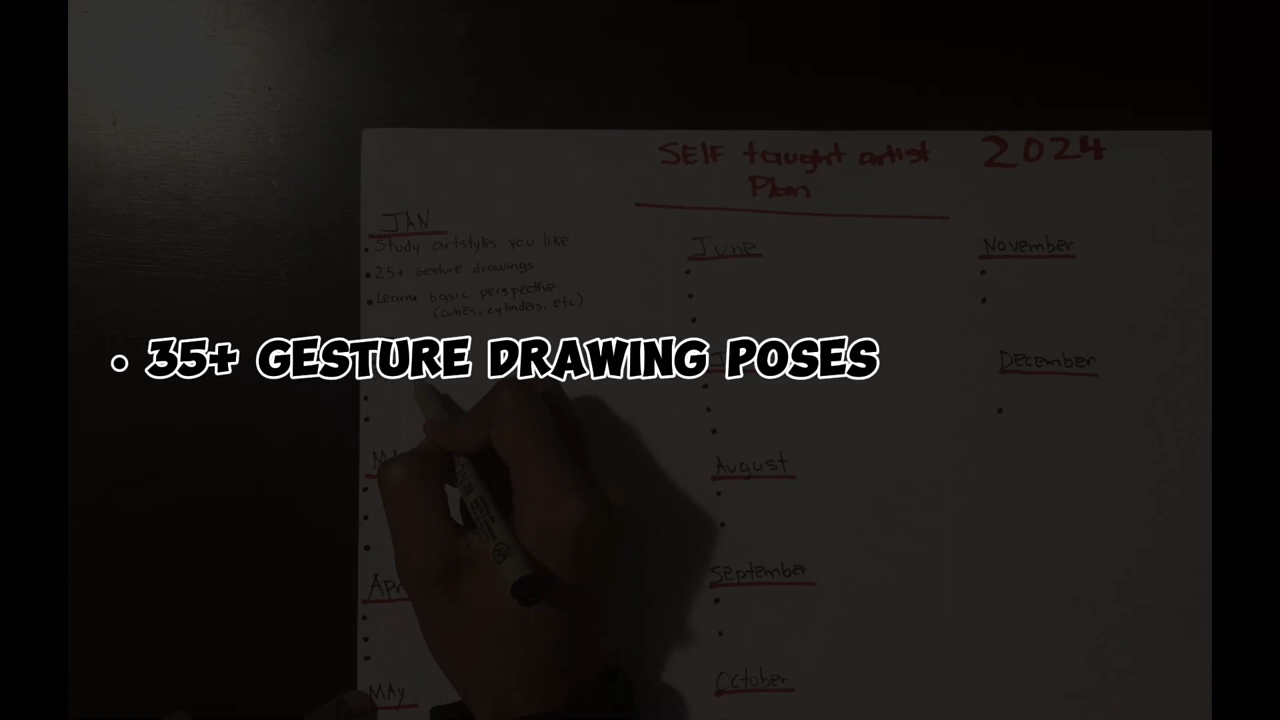 SElF taught artist 2024
Plan
JAN
• Study artstyles you like
• 25+ Gesture drawings
• Learn basic perspective
(cubes, cylinders, etc)
• 35+ GESTURE DRAWING POSES
MAy
June
August
September
October
November
December